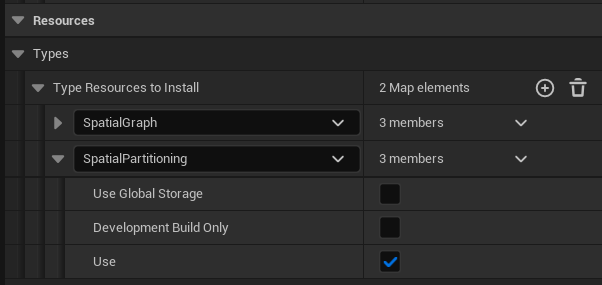 Resources
Types
Type Resources to Install 2 Map elements
SpatialGraph 3 members
SpatialPartitioning 3 members
Use Global Storage
Development Build Only
Use